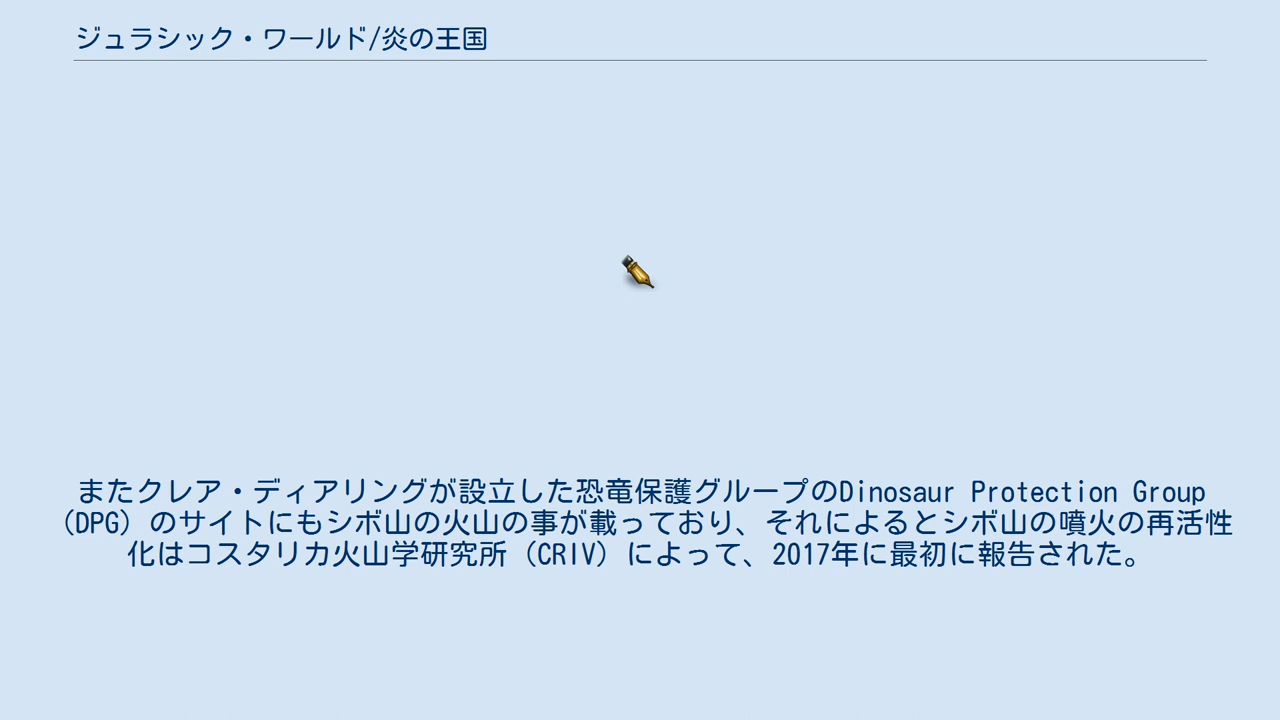 ジュラシック・ワールド/炎の王国
またクレア・ディアリングが設立した恐竜保護グループのDinosaur Protection Group
（DPG）のサイトにもシボ山の火山の事が載っており、それによるとシボ山の噴火の再活性
化はコスタリカ火山学研究所（CRIV）によって、2017年に最初に報告された。